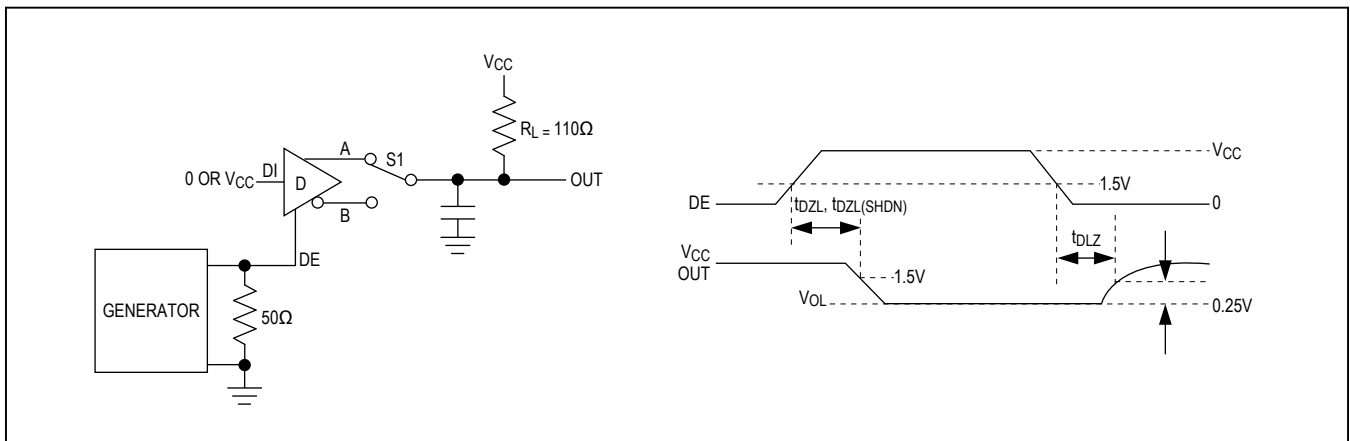 VCC
RL = 110Ω
A
S1
0 OR VCC
DI
D
OUT
B
DE
GENERATOR
50Ω
VCC
1.5V
DE
0
tDZL, tDZL(SHDN)
tDLZ
VCC
OUT
1.5V
VOL
0.25V